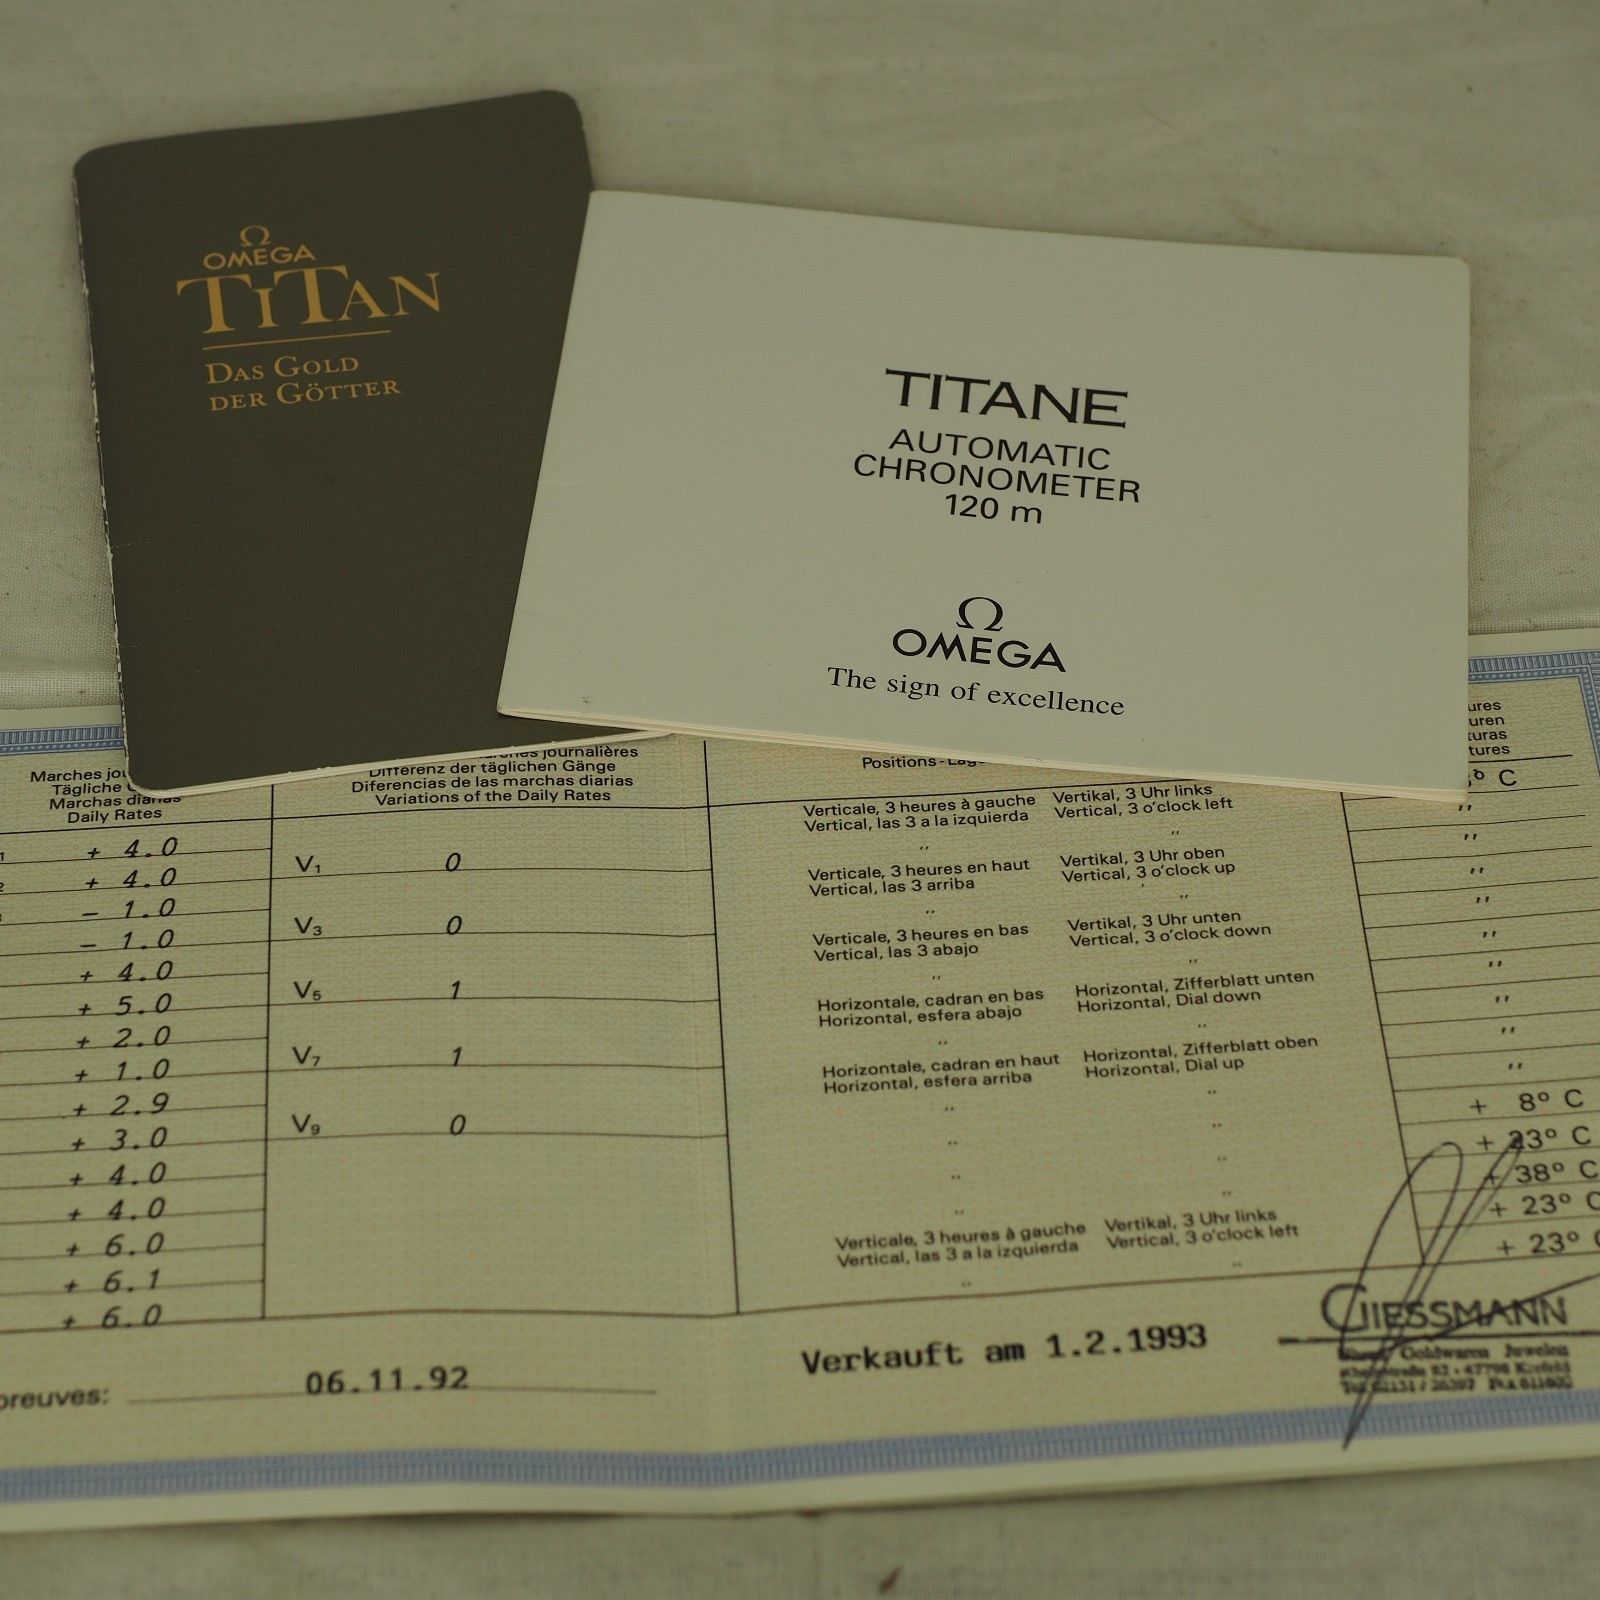 Ω
OMEGA
TITAN
DAS GOLD
DER GÖTTER
TITANE
AUTOMATIC
CHRONOMETER
120 m
Ω
OMEGA
The sign of excellence
Marches
Tägliche
Marchas diarias
Daily Rates
+ 4.0
+ 4.0
- 1.0
- 1.0
+ 4.0
+ 5.0
+ 2.0
+ 1.0
+ 2.9
+ 3.0
+ 4.0
+ 4.0
+ 6.0
+ 6.1
+ 6.0
journalières
Differenz der täglichen Gänge
Diferencias de las marchas diarias
Variations of the Daily Rates
V1 0
V3 0
V5 1
V7 1
V9 0
Positions-
Verticale, 3 heures à gauche Vertikal, 3 Uhr links
Vertical, las 3 a la izquierda Vertical, 3 o'clock left
" "
Verticale, 3 heures en haut Vertikal, 3 Uhr oben
Vertical, las 3 arriba Vertical, 3 o'clock up
" "
Verticale, 3 heures en bas Vertikal, 3 Uhr unten
Vertical, las 3 abajo Vertical, 3 o'clock down
" "
Horizontale, cadran en bas Horizontal, Zifferblatt unten
Horizontal, esfera abajo Horizontal, Dial down
" "
Horizontale, cadran en haut Horizontal, Zifferblatt oben
Horizontal, esfera arriba Horizontal, Dial up
" "
" "
" "
" "
Verticale, 3 heures à gauche Vertikal, 3 Uhr links
Vertical, las 3 a la izquierda Vertical, 3 o'clock left
" "
ures
uren
turas
tures
° C
"
"
"
"
"
"
"
"
"
+ 8° C
+ 23° C
+ 38° C
+ 23° C
+ 23°
preuves: 06.11.92
Verkauft am 1.2.1993
GIESSMANN
Goldwaren Juwelen